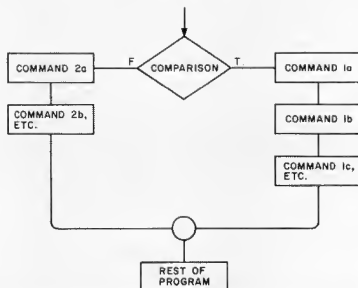 F
COMPARISON
T
COMMAND 2a
COMMAND 1a
COMMAND 2b,
ETC.
COMMAND 1b
COMMAND 1c,
ETC.
REST OF
PROGRAM